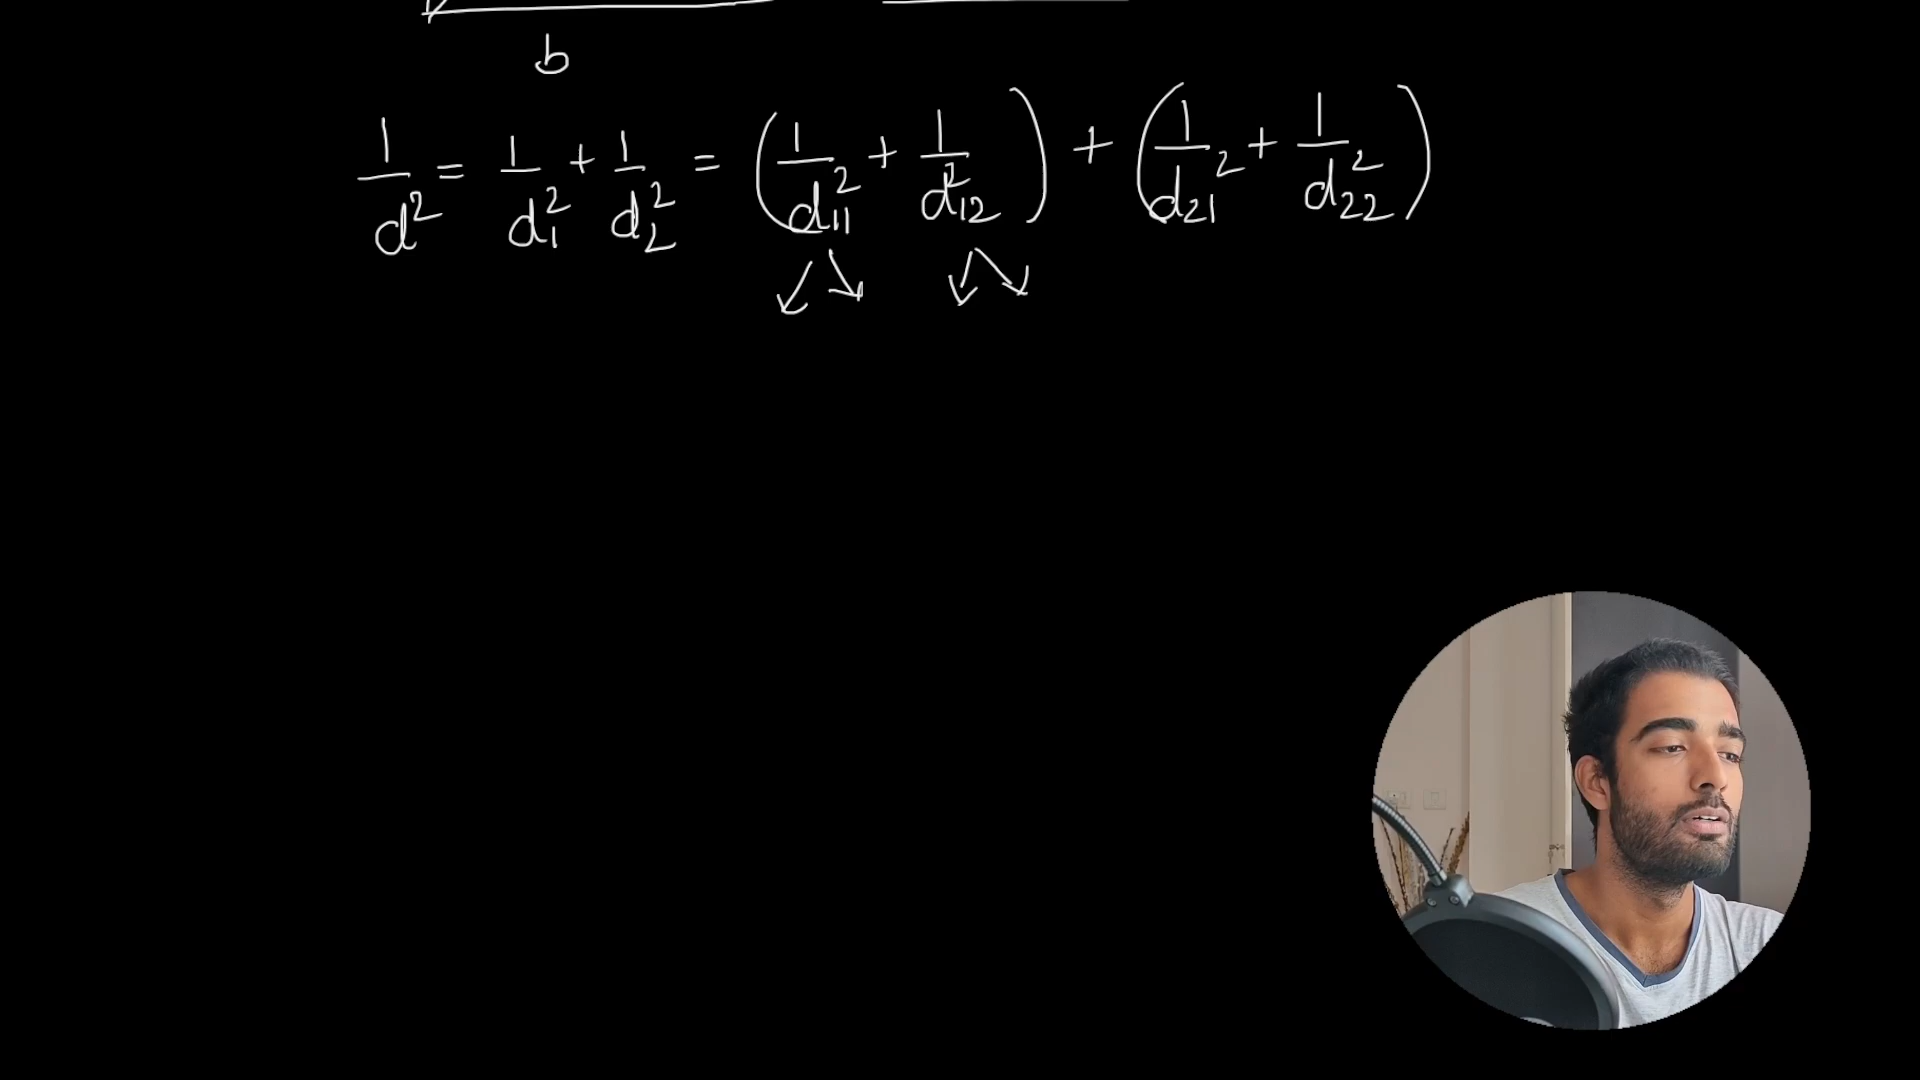 b
1/d² = 1/d₁² + 1/d₂² = (1/d₁₁² + 1/d₁₂²) + (1/d₂₁² + 1/d₂₂²)